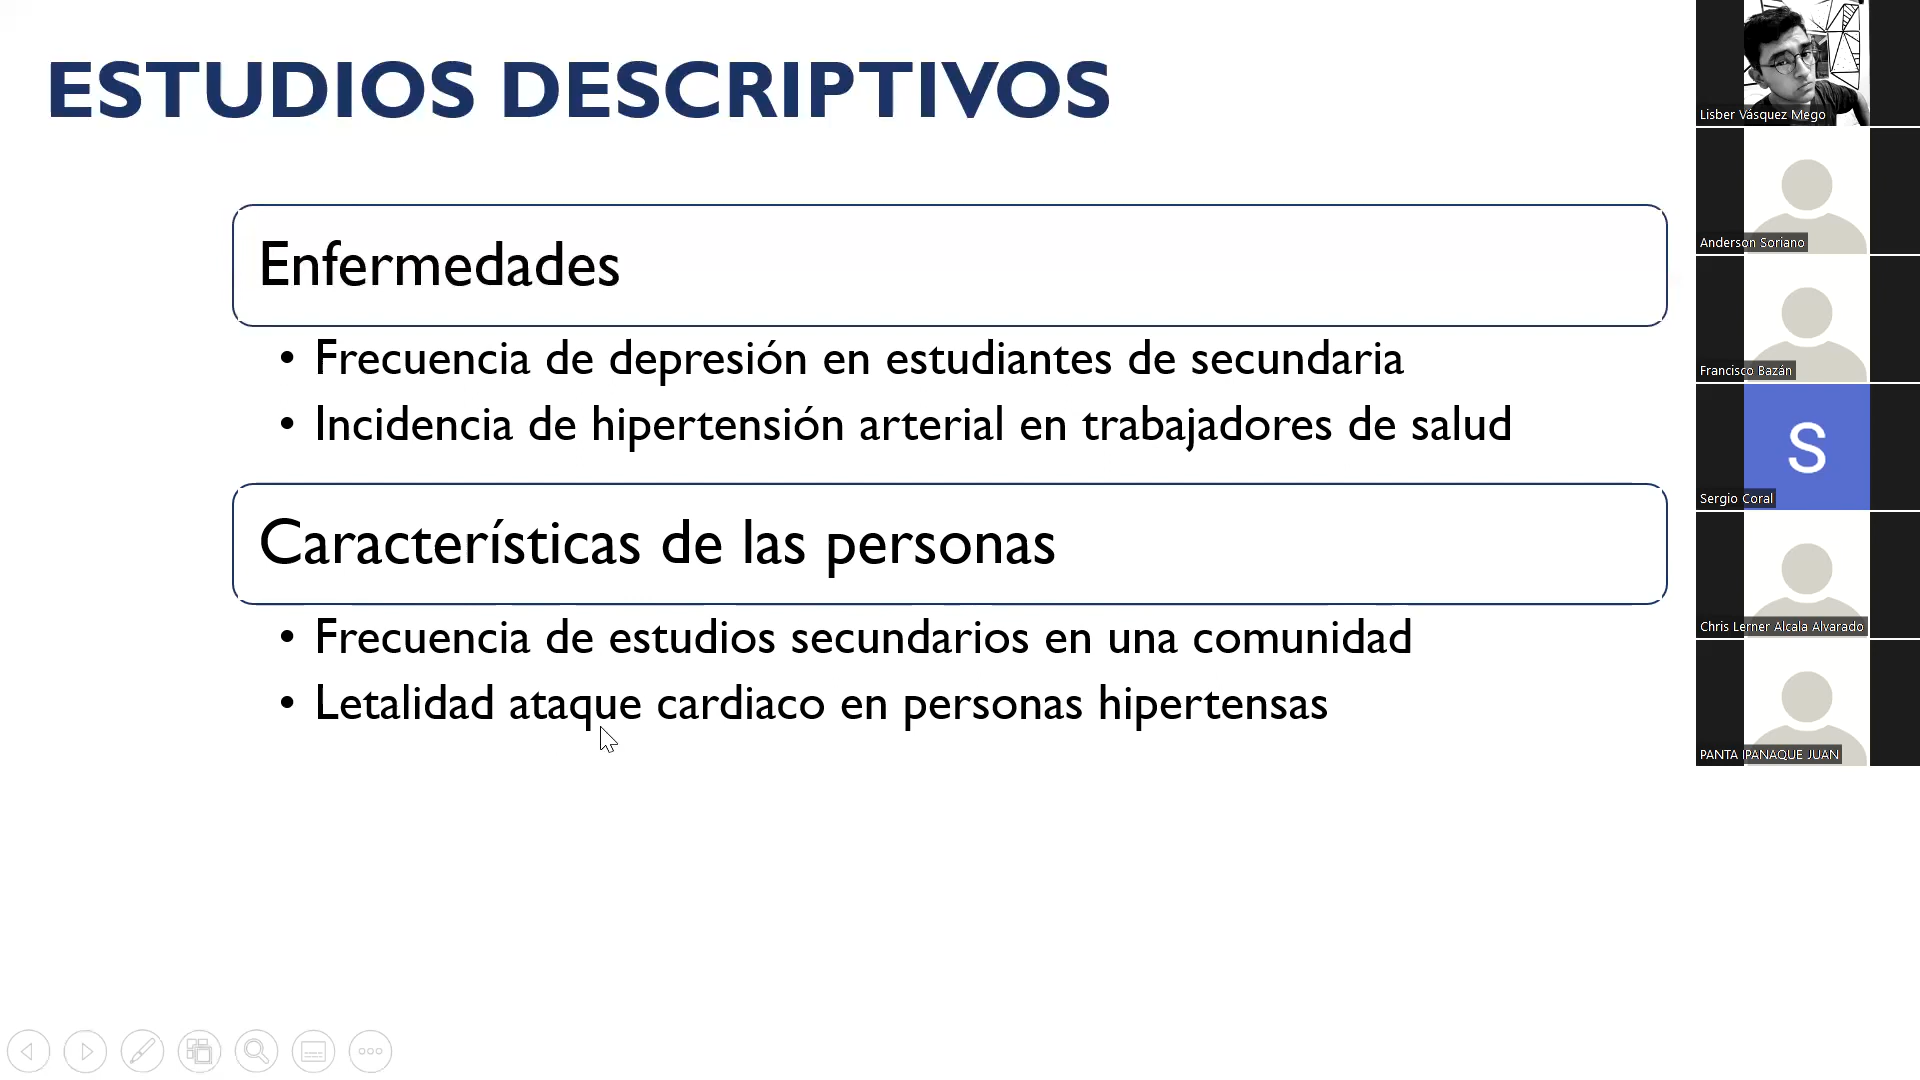 ESTUDIOS DESCRIPTIVOS
Enfermedades
• Frecuencia de depresión en estudiantes de secundaria
• Incidencia de hipertensión arterial en trabajadores de salud
Características de las personas
• Frecuencia de estudios secundarios en una comunidad
• Letalidad ataque cardiaco en personas hipertensas
Lisber Vásquez Mego
Anderson Soriano
Francisco Bazán
S
Sergio Coral
Chris Lerner Alcala Alvarado
PANTA IPANAQUE JUAN